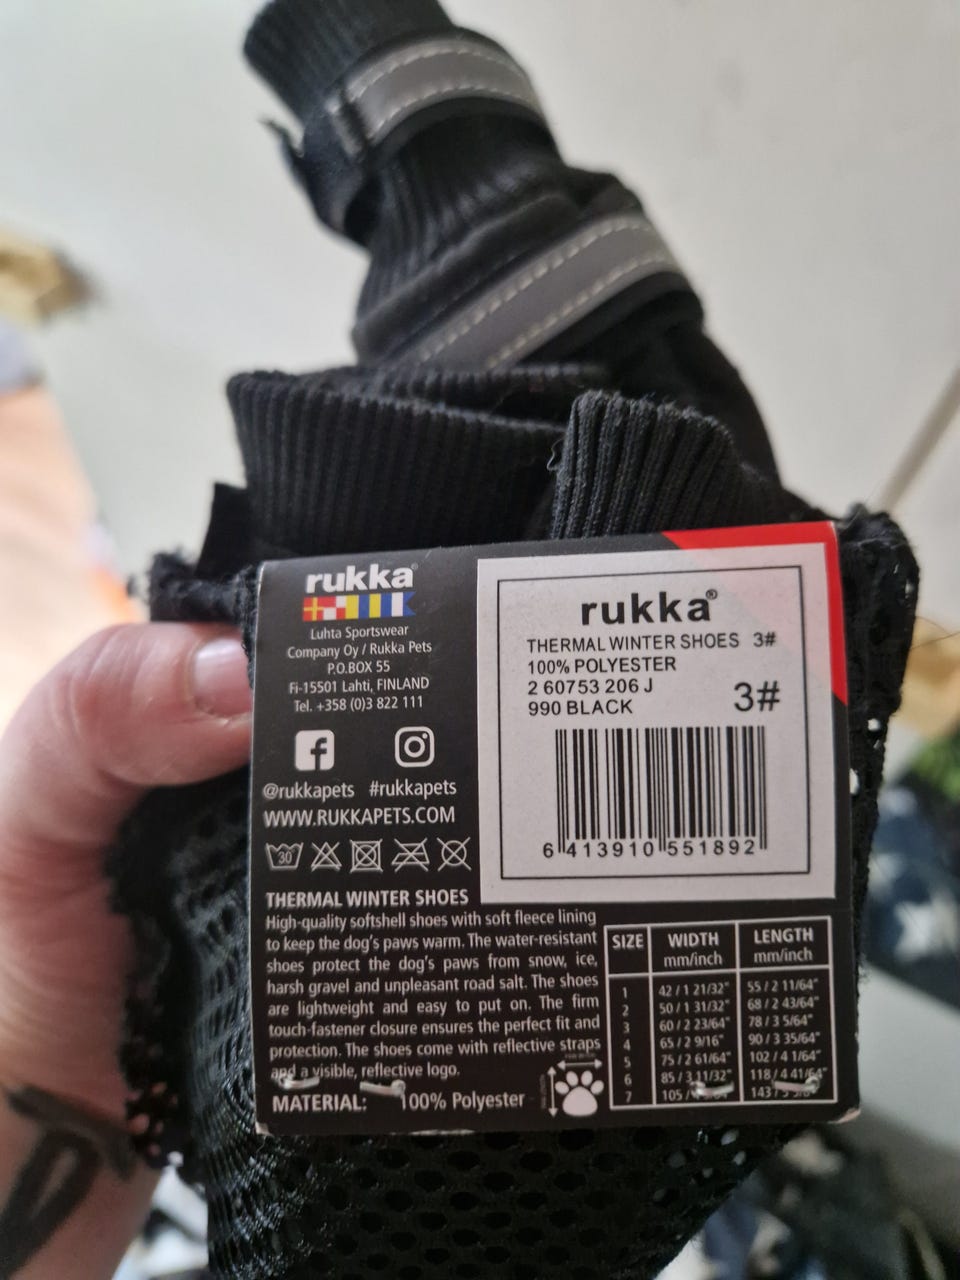 rukka®
Luhta Sportswear
Company Oy / Rukka Pets
P.O.BOX 55
Fi-15501 Lahti, FINLAND
Tel. +358 (0)3 822 111
@rukkapets #rukkapets
WWW.RUKKAPETS.COM
30
rukka®
THERMAL WINTER SHOES 3#
100% POLYESTER
2 60753 206 J
990 BLACK 3#
6 413910 551892
THERMAL WINTER SHOES
High-quality softshell shoes with soft fleece lining
to keep the dog's paws warm. The water-resistant
shoes protect the dog's paws from snow, ice,
harsh gravel and unpleasant road salt. The shoes
are lightweight and easy to put on. The firm
touch-fastener closure ensures the perfect fit and
protection. The shoes come with reflective straps
and a visible, reflective logo.
MATERIAL: 100% Polyester
SIZE WIDTH mm/inch LENGTH mm/inch
1 42 / 1 21/32" 55 / 2 11/64"
2 50 / 1 31/32" 68 / 2 43/64"
3 60 / 2 23/64" 78 / 3 5/64"
4 65 / 2 9/16" 90 / 3 35/64"
5 75 / 2 61/64" 102 / 4 1/64"
6 85 / 3 11/32" 118 / 4 41/64"
7 105 / 143 /